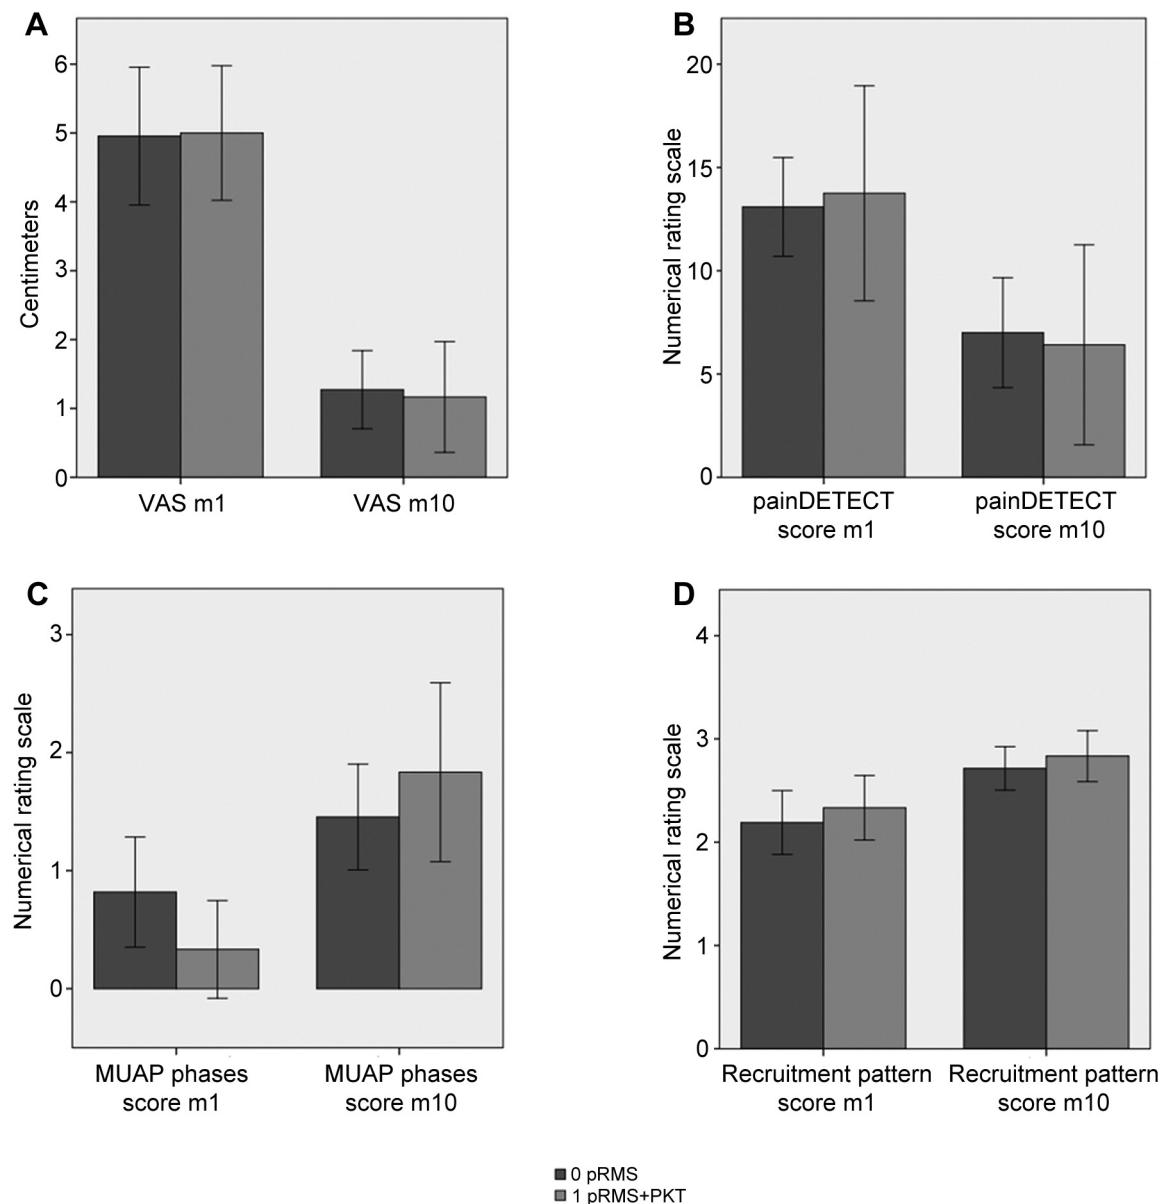 A
6
5
4
3
2
1
0
Centimeters
VAS m1
VAS m10
B
20
15
10
5
0
Numerical rating scale
painDETECT
score m1
painDETECT
score m10
C
3
2
1
0
Numerical rating scale
MUAP phases
score m1
MUAP phases
score m10
D
4
3
2
1
0
Numerical rating scale
Recruitment pattern
score m1
Recruitment pattern
score m10
0 pRMS
1 pRMS+PKT